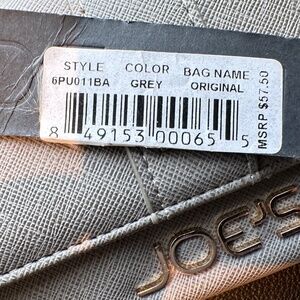 STYLE COLOR BAG NAME
6PU011BA GREY ORIGINAL
8 49153 00065 5
MSRP $57.50
JOE'S